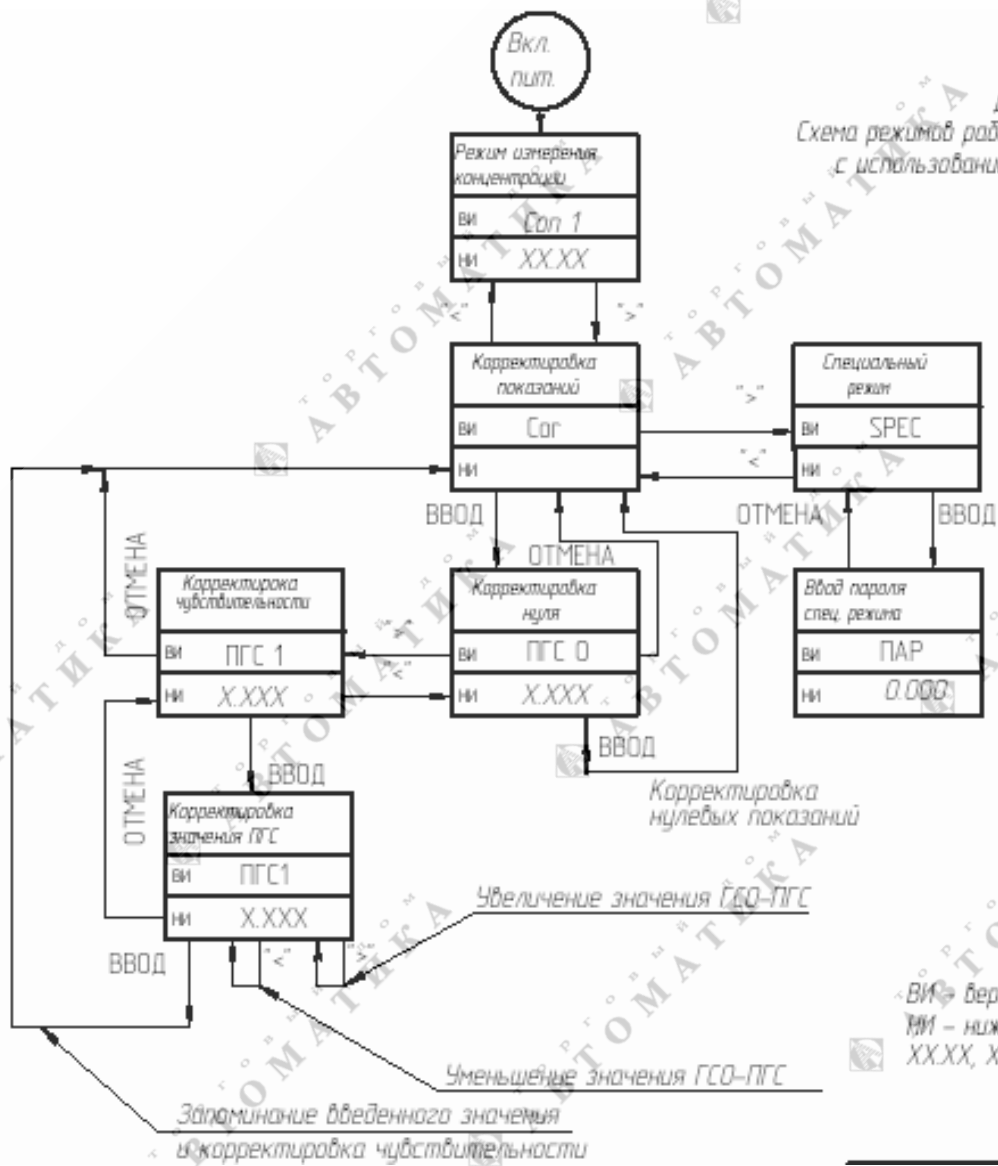 Вкл.
пит.
Схема режимов раб
с использовани
Режим измерения
концентрации
ВИ Con 1
НИ XX.XX
"<" ">"
Корректировка
показаний
ВИ Cor
НИ
">"
"<"
Специальный
режим
ВИ SPEC
НИ
ВВОД
ОТМЕНА
ОТМЕНА
ВВОД
ОТМЕНА
Корректирока
чувствительности
ВИ ПГС 1
НИ X.XXX
">"
"<"
Корректировка
нуля
ВИ ПГС 0
НИ X.XXX
Ввод пароля
спец. режима
ВИ ПАР
НИ 0.000
ВВОД
ВВОД
Корректировка
нулевых показаний
ОТМЕНА
Корректировка
значения ПГС
ВИ ПГС1
НИ X.XXX
ВВОД
"<" ">"
Увеличение значения ГСО-ПГС
ВИ - вер
НИ - ниж
XX.XX, X
Уменьшение значения ГСО-ПГС
Запоминание введенного значения
и корректировка чувствительности
ТОРГОВЫЙ ДОМ
АВТОМАТИКА